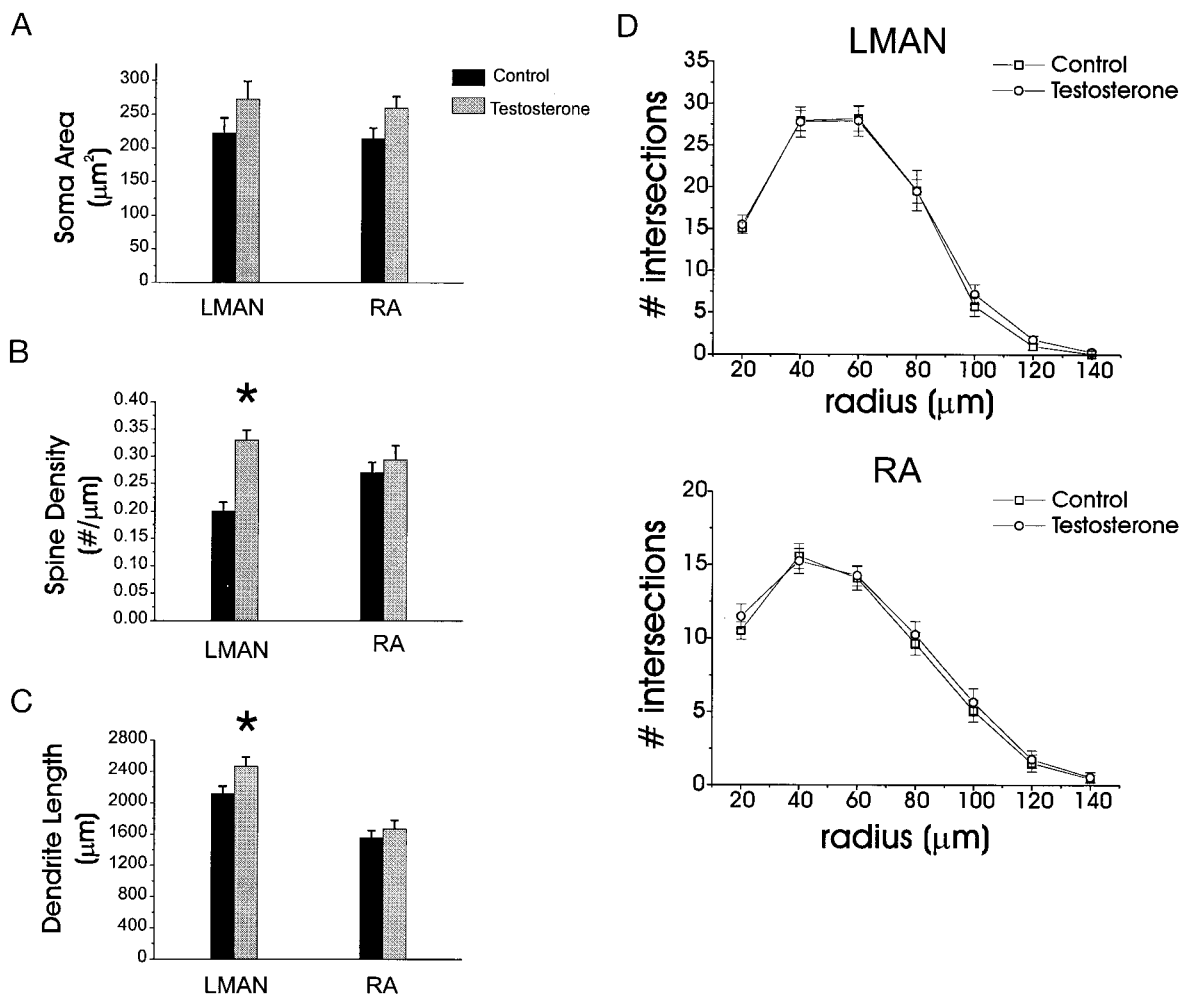 A
Soma Area
(μm²)
300
250
200
150
100
50
0
LMAN
RA
Control
Testosterone
B
Spine Density
(#/μm)
0.40
0.35
0.30
0.25
0.20
0.15
0.10
0.05
0.00
*
LMAN
RA
C
Dendrite Length
(μm)
2800
2400
2000
1600
1200
800
400
0
*
LMAN
RA
D
LMAN
Control
Testosterone
# intersections
35
30
25
20
15
10
5
0
20 40 60 80 100 120 140
radius (μm)
RA
Control
Testosterone
# intersections
20
15
10
5
0
20 40 60 80 100 120 140
radius (μm)